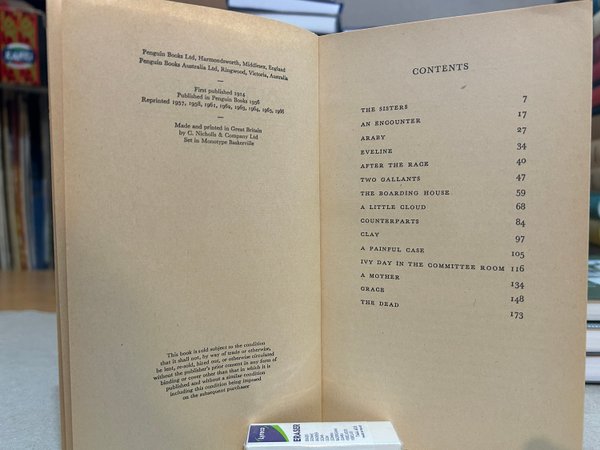 Penguin Books Ltd, Harmondsworth, Middlesex, England
Penguin Books Australia Ltd, Ringwood, Victoria, Australia
—
First published 1914
Published in Penguin Books 1956
Reprinted 1957, 1958, 1961, 1962, 1963, 1964, 1965, 1966
—
Made and printed in Great Britain
by C. Nicholls & Company Ltd
Set in Monotype Baskerville
This book is sold subject to the condition
that it shall not, by way of trade or otherwise,
be lent, re-sold, hired out, or otherwise circulated
without the publisher's prior consent in any form of
binding or cover other than that in which it is
published and without a similar condition
including this condition being imposed
on the subsequent purchaser
CONTENTS
THE SISTERS 7
AN ENCOUNTER 17
ARABY 27
EVELINE 34
AFTER THE RACE 40
TWO GALLANTS 47
THE BOARDING HOUSE 59
A LITTLE CLOUD 68
COUNTERPARTS 84
CLAY 97
A PAINFUL CASE 105
IVY DAY IN THE COMMITTEE ROOM 116
A MOTHER 134
GRACE 148
THE DEAD 173
ERASER